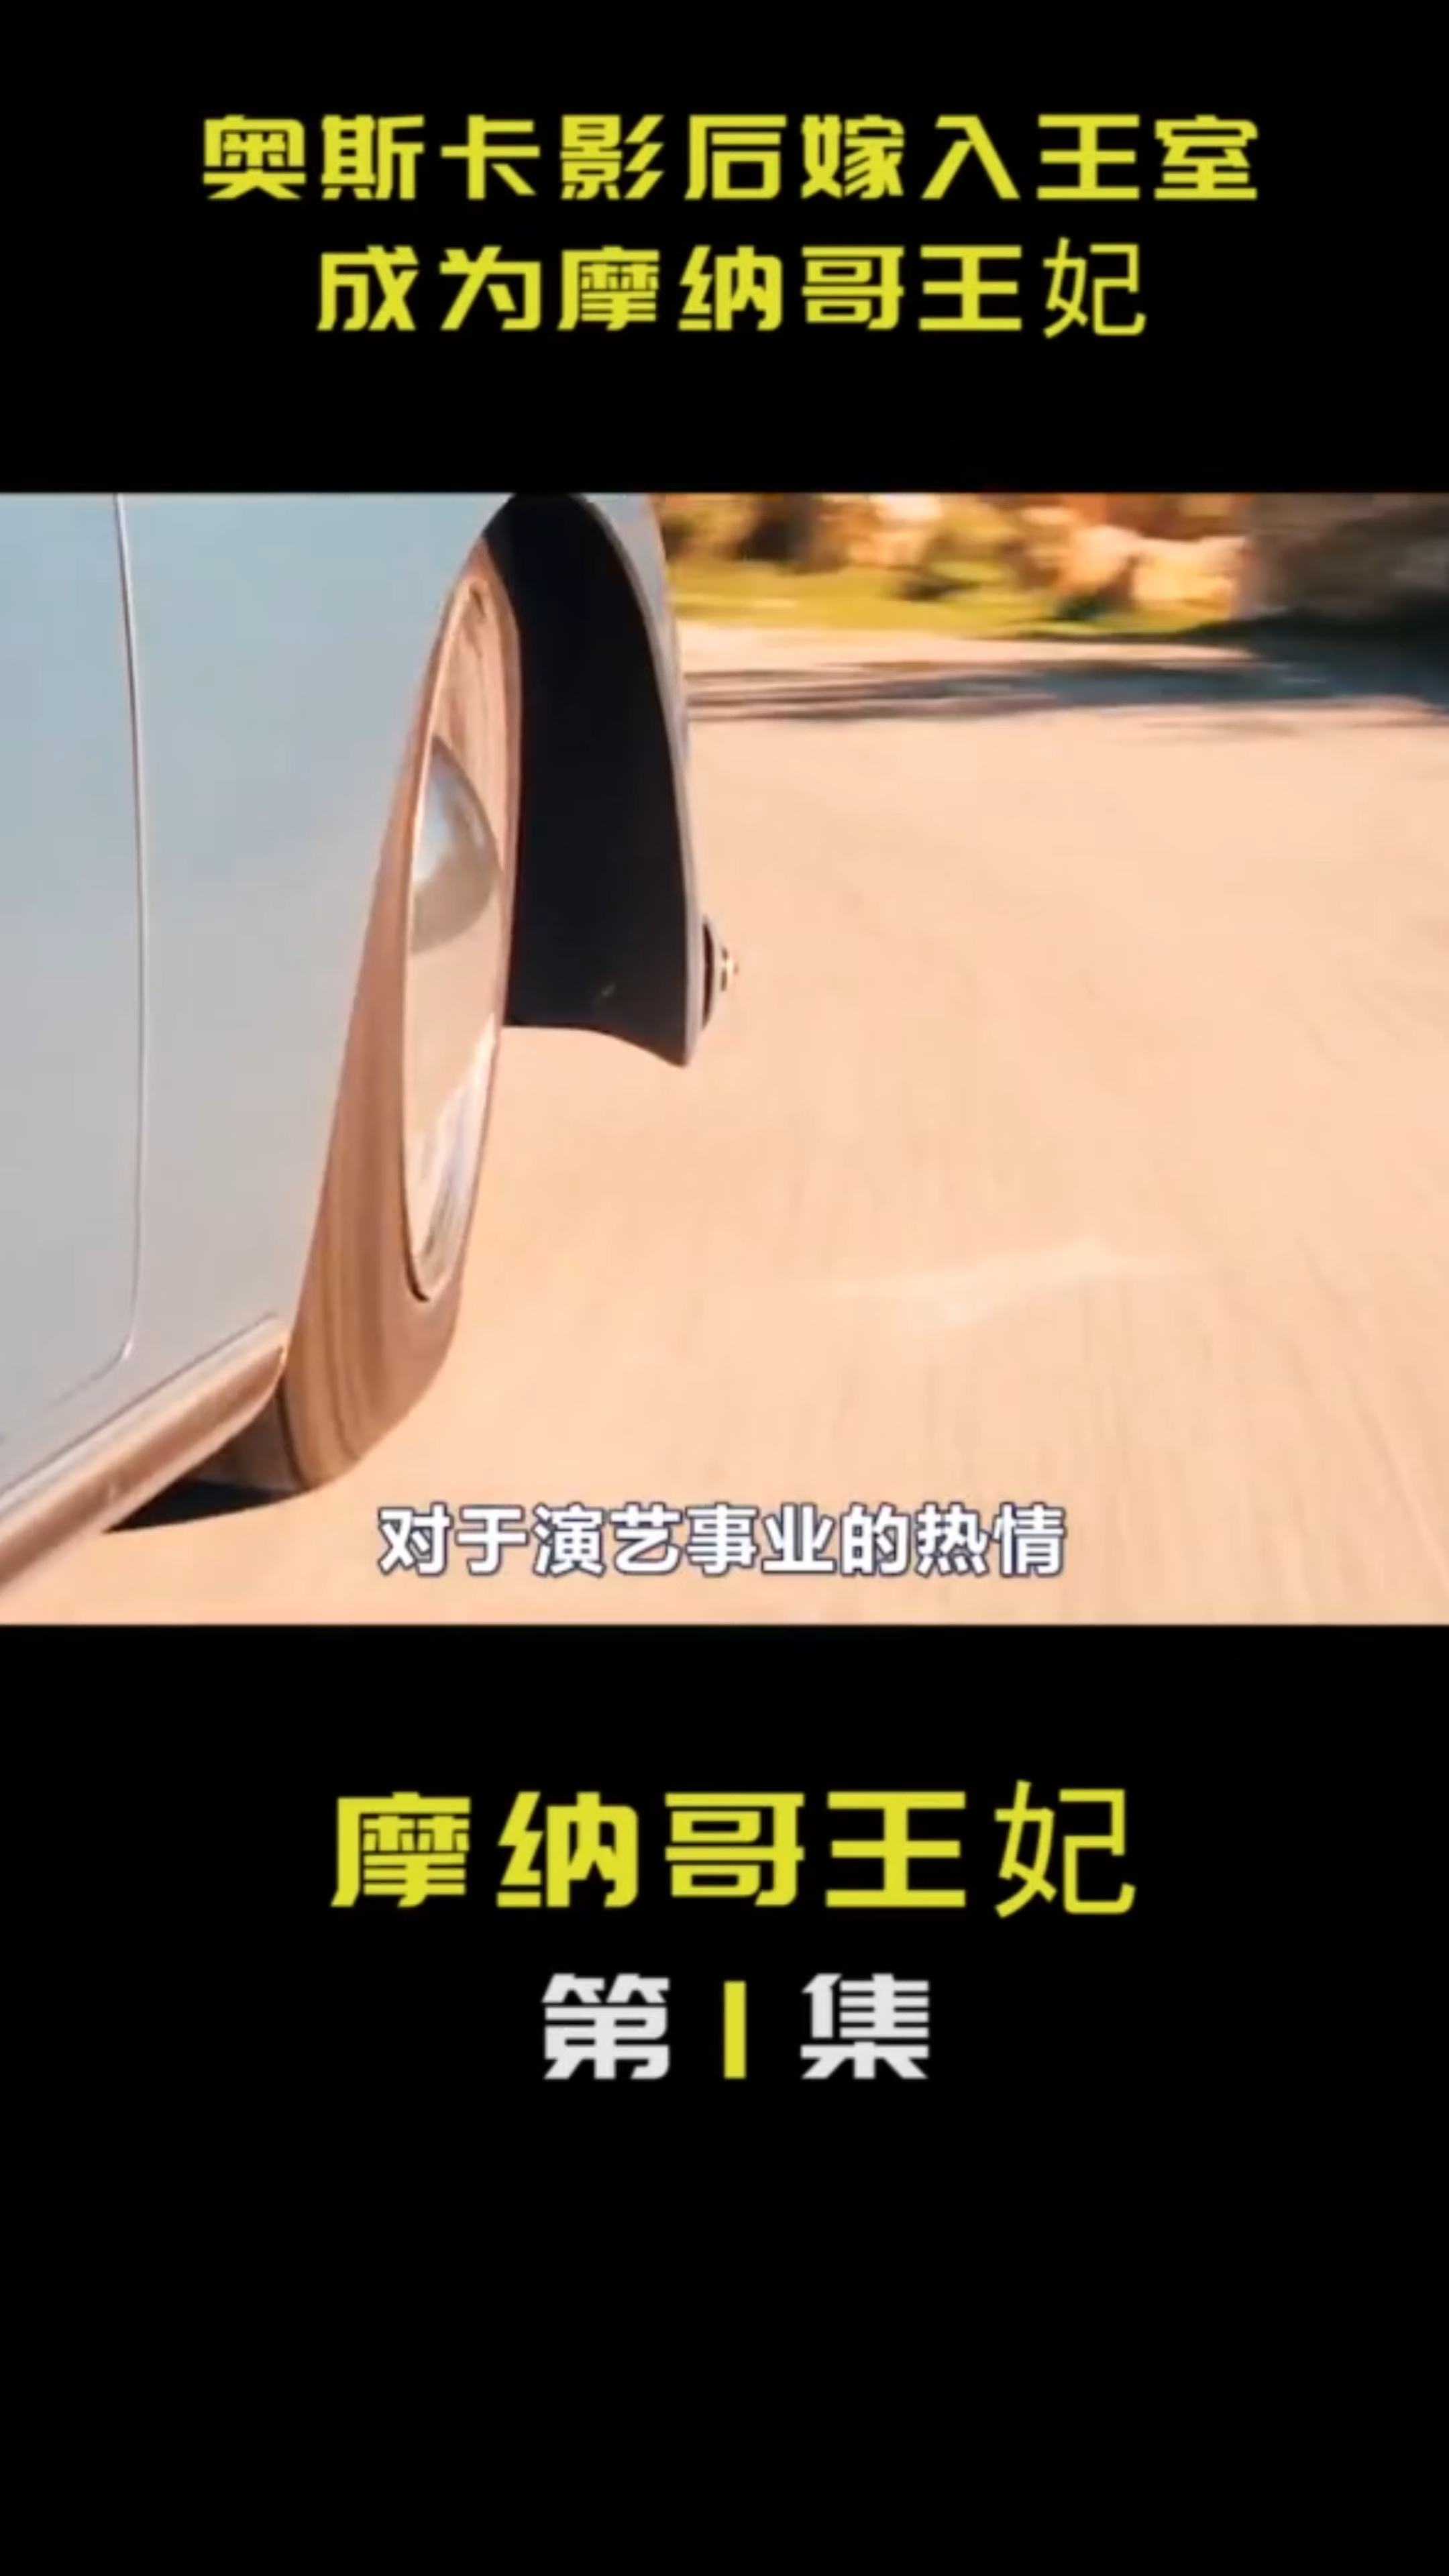 奥斯卡影后嫁入王室
成为摩纳哥王妃
对于演艺事业的热情
摩纳哥王妃
第1集